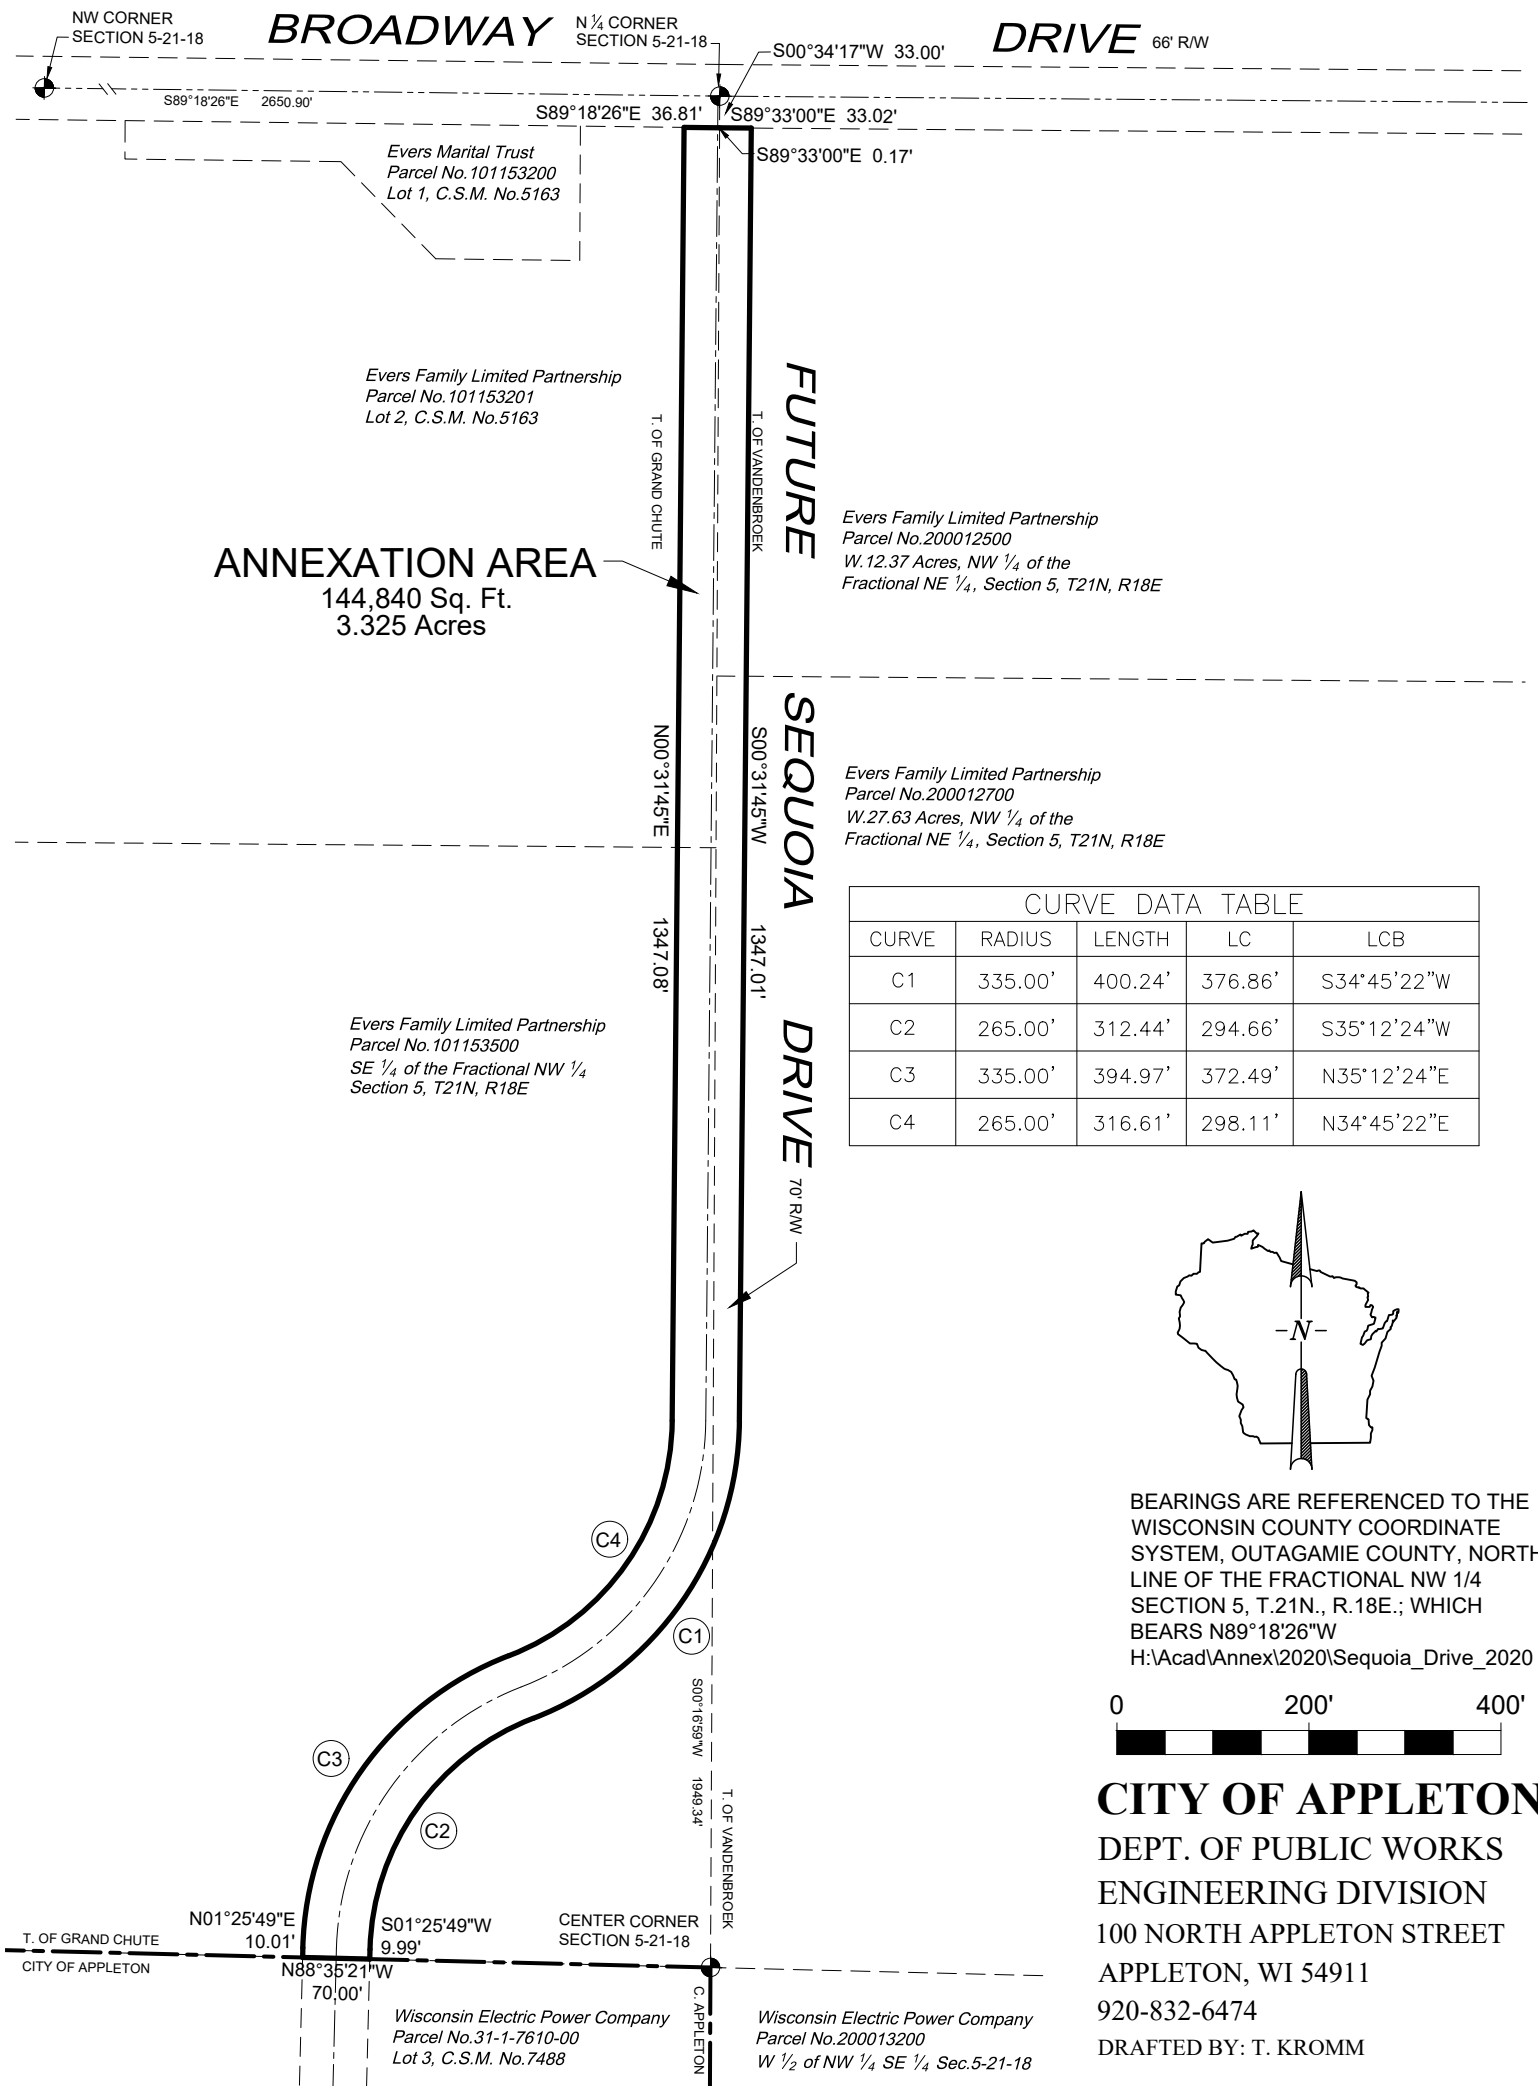 NW CORNER
SECTION 5-21-18
BROADWAY DRIVE 66' R/W
N ¼ CORNER
SECTION 5-21-18
S00°34'17"W 33.00'
S89°18'26"E 2650.90'
S89°18'26"E 36.81'
S89°33'00"E 33.02'
S89°33'00"E 0.17'
Evers Marital Trust
Parcel No.101153200
Lot 1, C.S.M. No.5163
Evers Family Limited Partnership
Parcel No.101153201
Lot 2, C.S.M. No.5163
T. OF GRAND CHUTE
T. OF VANDENBROEK
FUTURE SEQUOIA DRIVE 70' R/W
Evers Family Limited Partnership
Parcel No.200012500
W.12.37 Acres, NW ¼ of the
Fractional NE ¼, Section 5, T21N, R18E
ANNEXATION AREA
144,840 Sq. Ft.
3.325 Acres
N00°31'45"E 1347.08'
S00°31'45"W 1347.01'
Evers Family Limited Partnership
Parcel No.200012700
W.27.63 Acres, NW ¼ of the
Fractional NE ¼, Section 5, T21N, R18E
CURVE DATA TABLE
CURVE RADIUS LENGTH LC LCB
C1 335.00' 400.24' 376.86' S34°45'22"W
C2 265.00' 312.44' 294.66' S35°12'24"W
C3 335.00' 394.97' 372.49' N35°12'24"E
C4 265.00' 316.61' 298.11' N34°45'22"E
Evers Family Limited Partnership
Parcel No.101153500
SE ¼ of the Fractional NW ¼
Section 5, T21N, R18E
-N-
BEARINGS ARE REFERENCED TO THE
WISCONSIN COUNTY COORDINATE
SYSTEM, OUTAGAMIE COUNTY, NORTH
LINE OF THE FRACTIONAL NW 1/4
SECTION 5, T.21N., R.18E.; WHICH
BEARS N89°18'26"W
H:\Acad\Annex\2020\Sequoia_Drive_2020
C4
C1
C3
C2
S00°16'59"W 1949.34'
T. OF VANDENBROEK
0 200' 400'
CITY OF APPLETON
DEPT. OF PUBLIC WORKS
ENGINEERING DIVISION
100 NORTH APPLETON STREET
APPLETON, WI 54911
920-832-6474
DRAFTED BY: T. KROMM
N01°25'49"E
10.01'
S01°25'49"W
9.99'
CENTER CORNER
SECTION 5-21-18
T. OF GRAND CHUTE
CITY OF APPLETON
N88°35'21"W
70.00'
C. APPLETON
Wisconsin Electric Power Company
Parcel No.31-1-7610-00
Lot 3, C.S.M. No.7488
Wisconsin Electric Power Company
Parcel No.200013200
W ½ of NW ¼ SE ¼ Sec.5-21-18